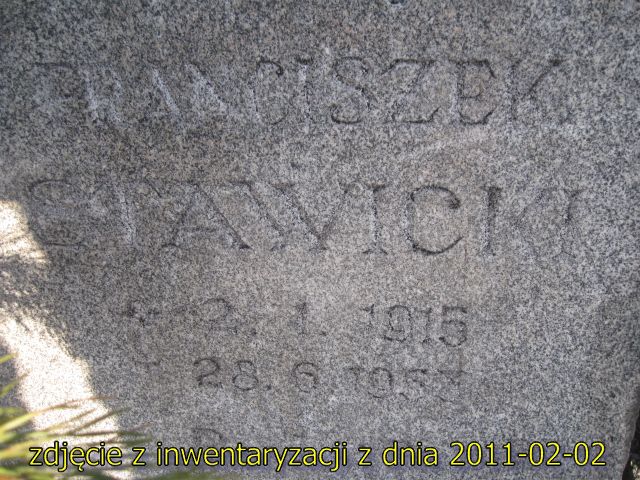 FRANCISZEK
STAWICKI
* 2. 1. 1915
28. 6.
zdjęcie z inwentaryzacji z dnia 2011-02-02